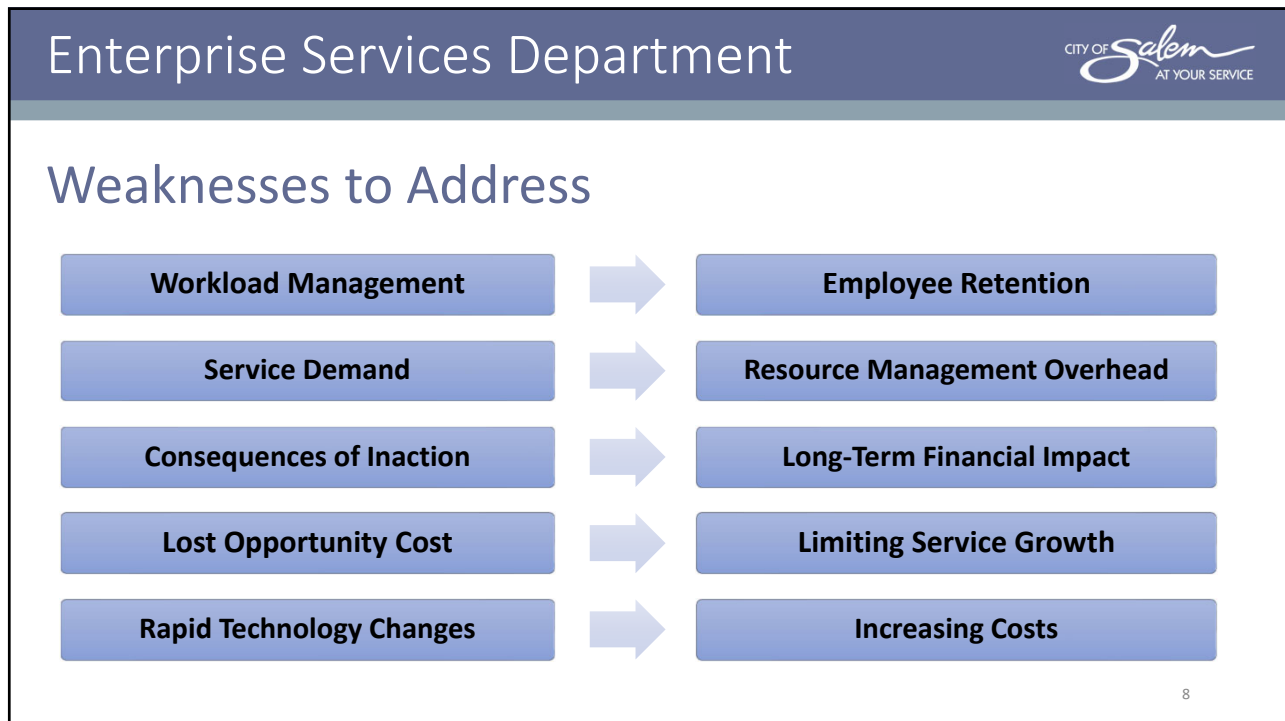 Enterprise Services Department
CITY OF Salem
AT YOUR SERVICE
Weaknesses to Address
Workload Management
Employee Retention
Service Demand
Resource Management Overhead
Consequences of Inaction
Long-Term Financial Impact
Lost Opportunity Cost
Limiting Service Growth
Rapid Technology Changes
Increasing Costs
8